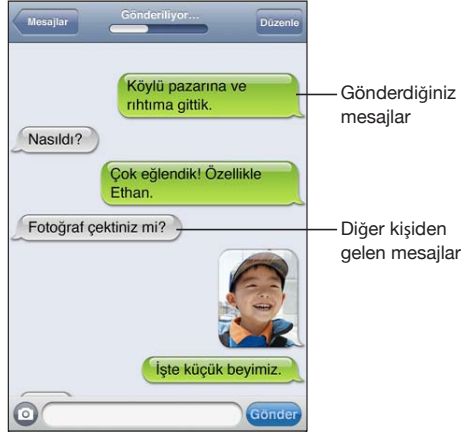 Mesajlar
Gönderiliyor...
Düzenle
Köylü pazarına ve
rıhtıma gittik.
Gönderdiğiniz
mesajlar
Nasıldı?
Çok eğlendik! Özellikle
Ethan.
Fotoğraf çektiniz mi?
Diğer kişiden
gelen mesajlar
İşte küçük beyimiz.
Gönder